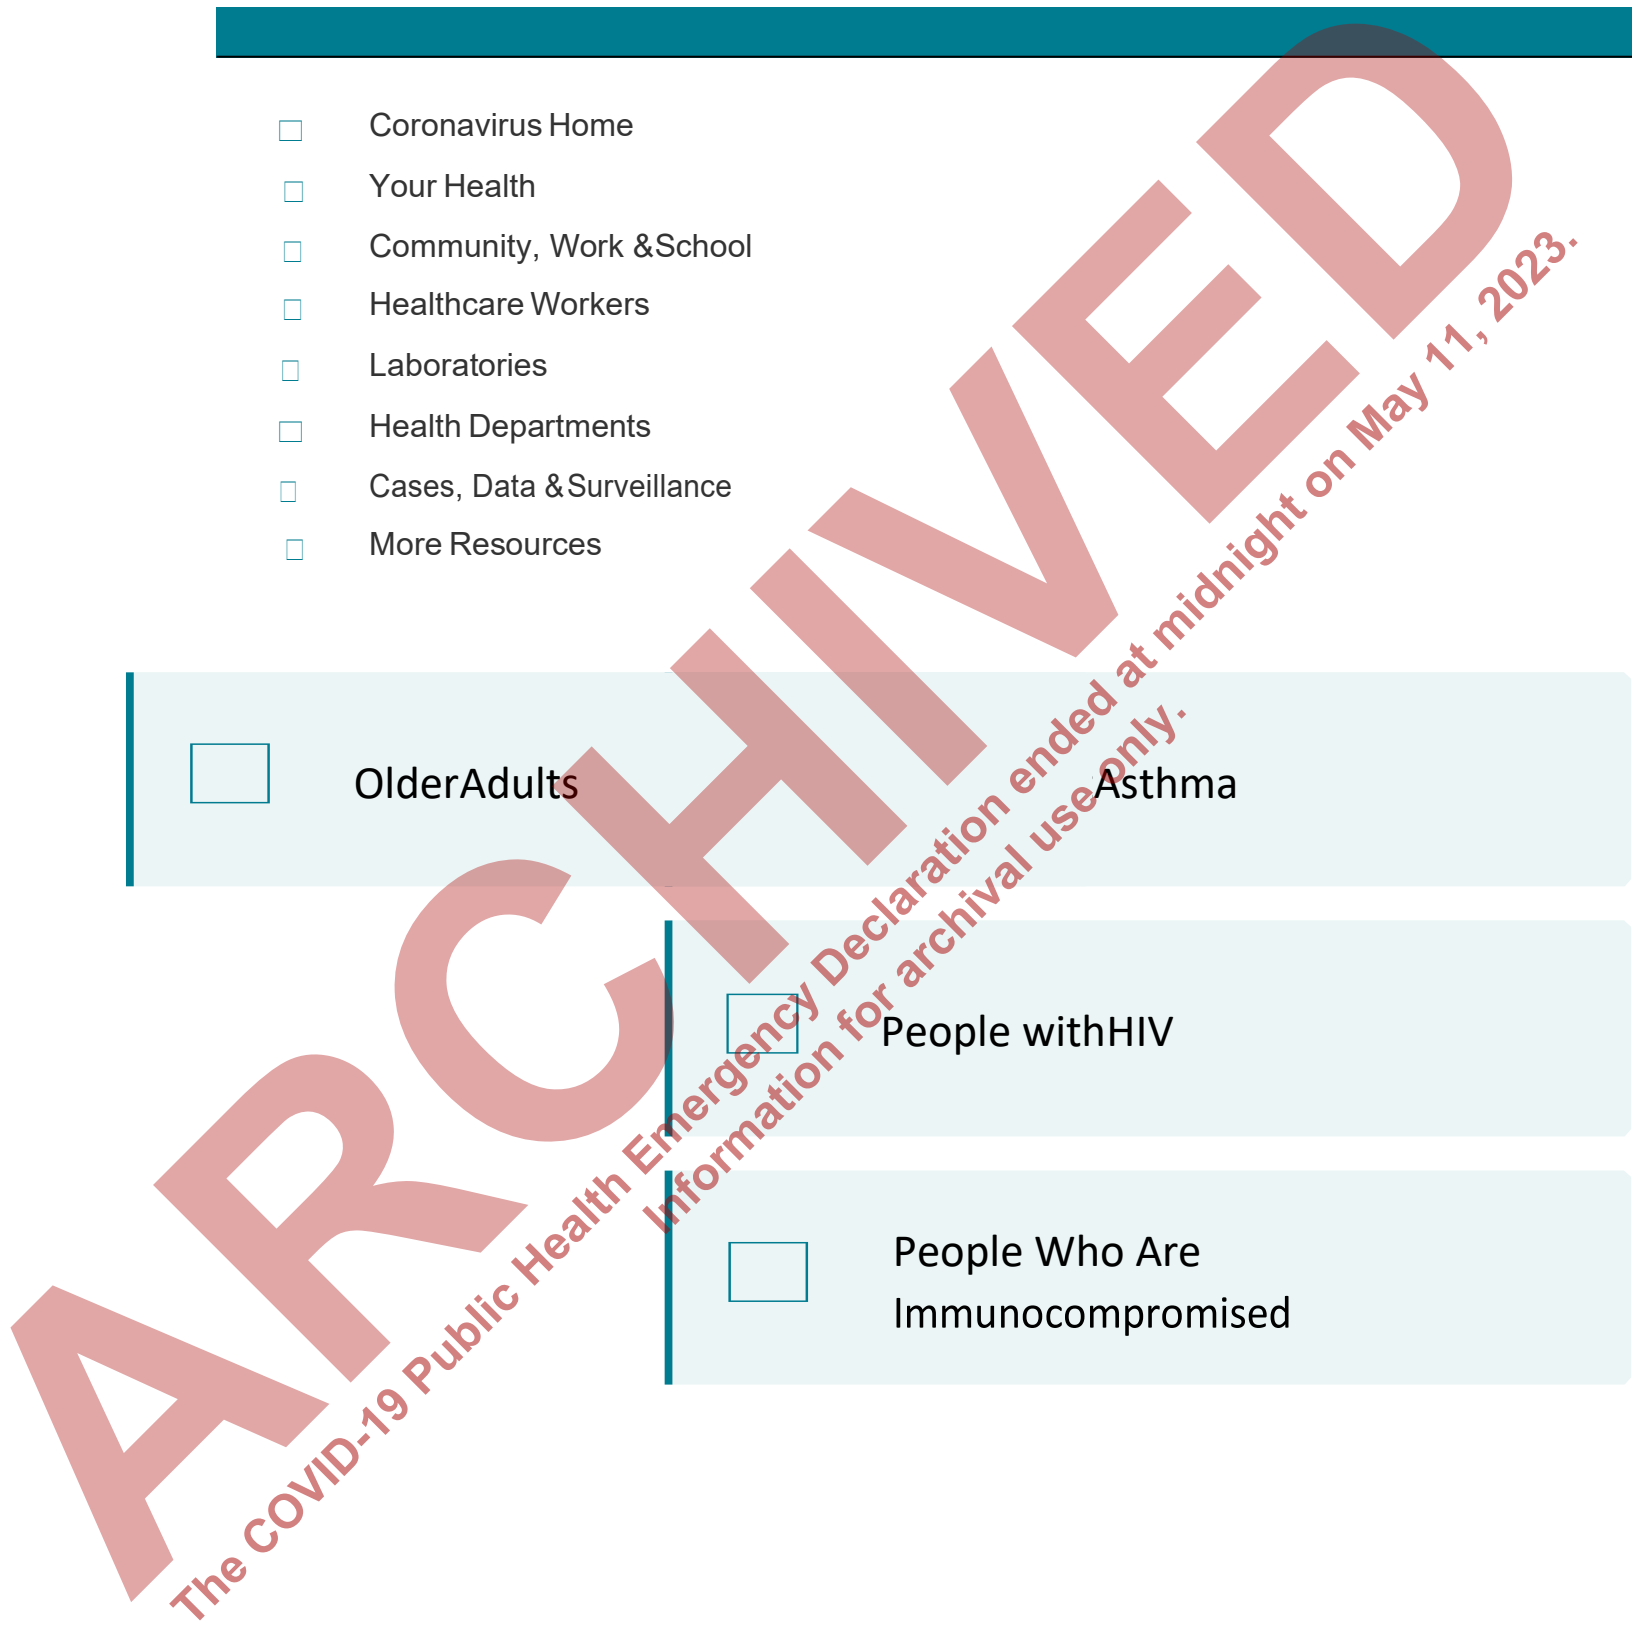 Coronavirus Home
Your Health
Community, Work &School
Healthcare Workers
Laboratories
Health Departments
Cases, Data &Surveillance
More Resources
OlderAdults
Asthma
People withHIV
People Who Are
Immunocompromised
ARCHIVED
The COVID-19 Public Health Emergency Declaration ended at midnight on May 11, 2023.
Information for archival use only.